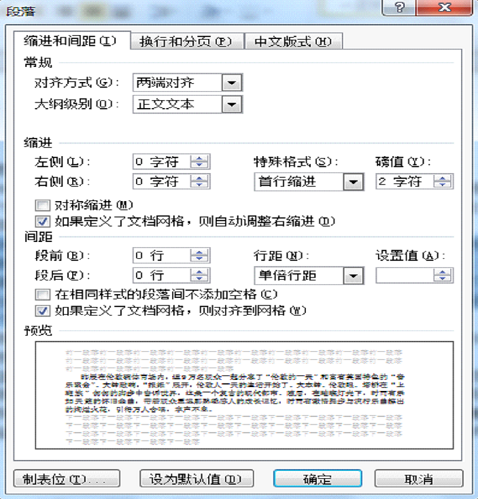 段落
缩进和间距(I) 换行和分页(P) 中文版式(H)
常规
对齐方式(G): 两端对齐
大纲级别(O): 正文文本
缩进
左侧(L): 0 字符 特殊格式(S): 磅值(Y):
右侧(R): 0 字符 首行缩进 2 字符
对称缩进(M)
如果定义了文档网格，则自动调整右缩进(D)
间距
段前(B): 0 行 行距(N): 设置值(A):
段后(F): 0 行 单倍行距
在相同样式的段落间不添加空格(C)
如果定义了文档网格，则对齐到网格(W)
预览
制表位(T)... 设为默认值(D) 确定 取消